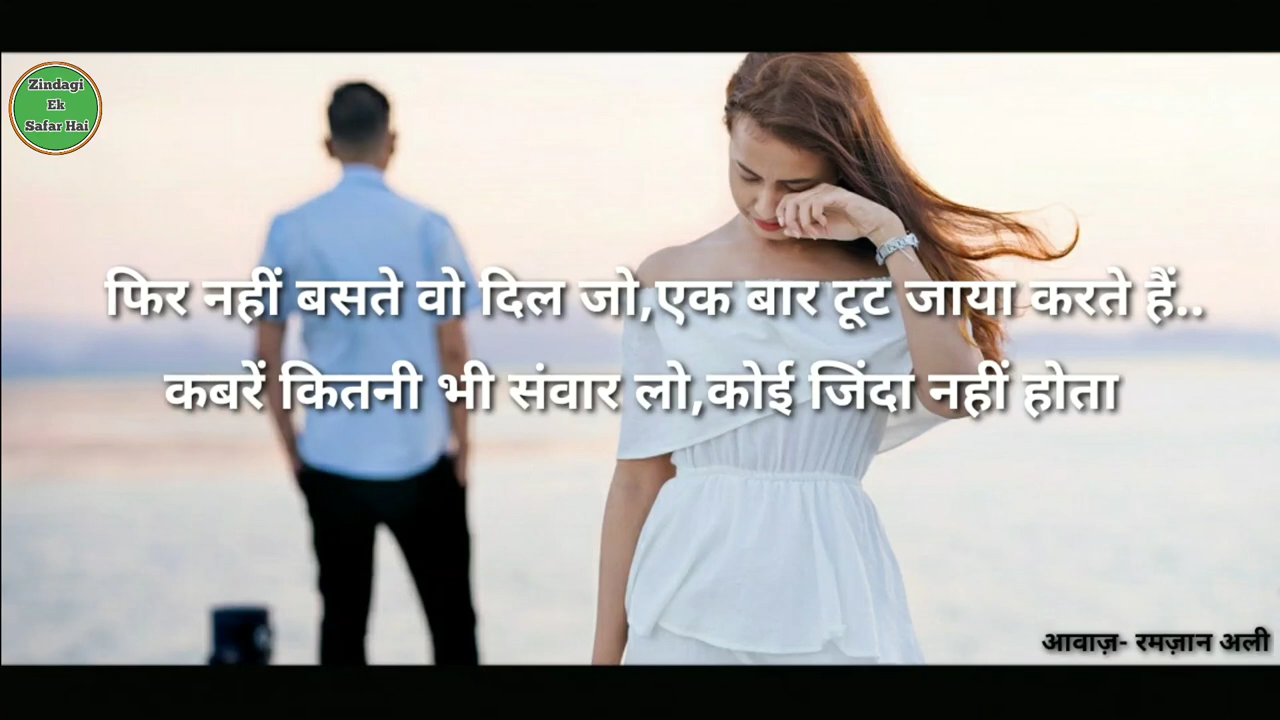 Zindagi
Ek
Safar Hai
फिर नहीं बसते वो दिल जो,एक बार टूट जाया करते हैं..
कबरें कितनी भी संवार लो,कोई जिंदा नहीं होता
आवाज़- रमज़ान अली